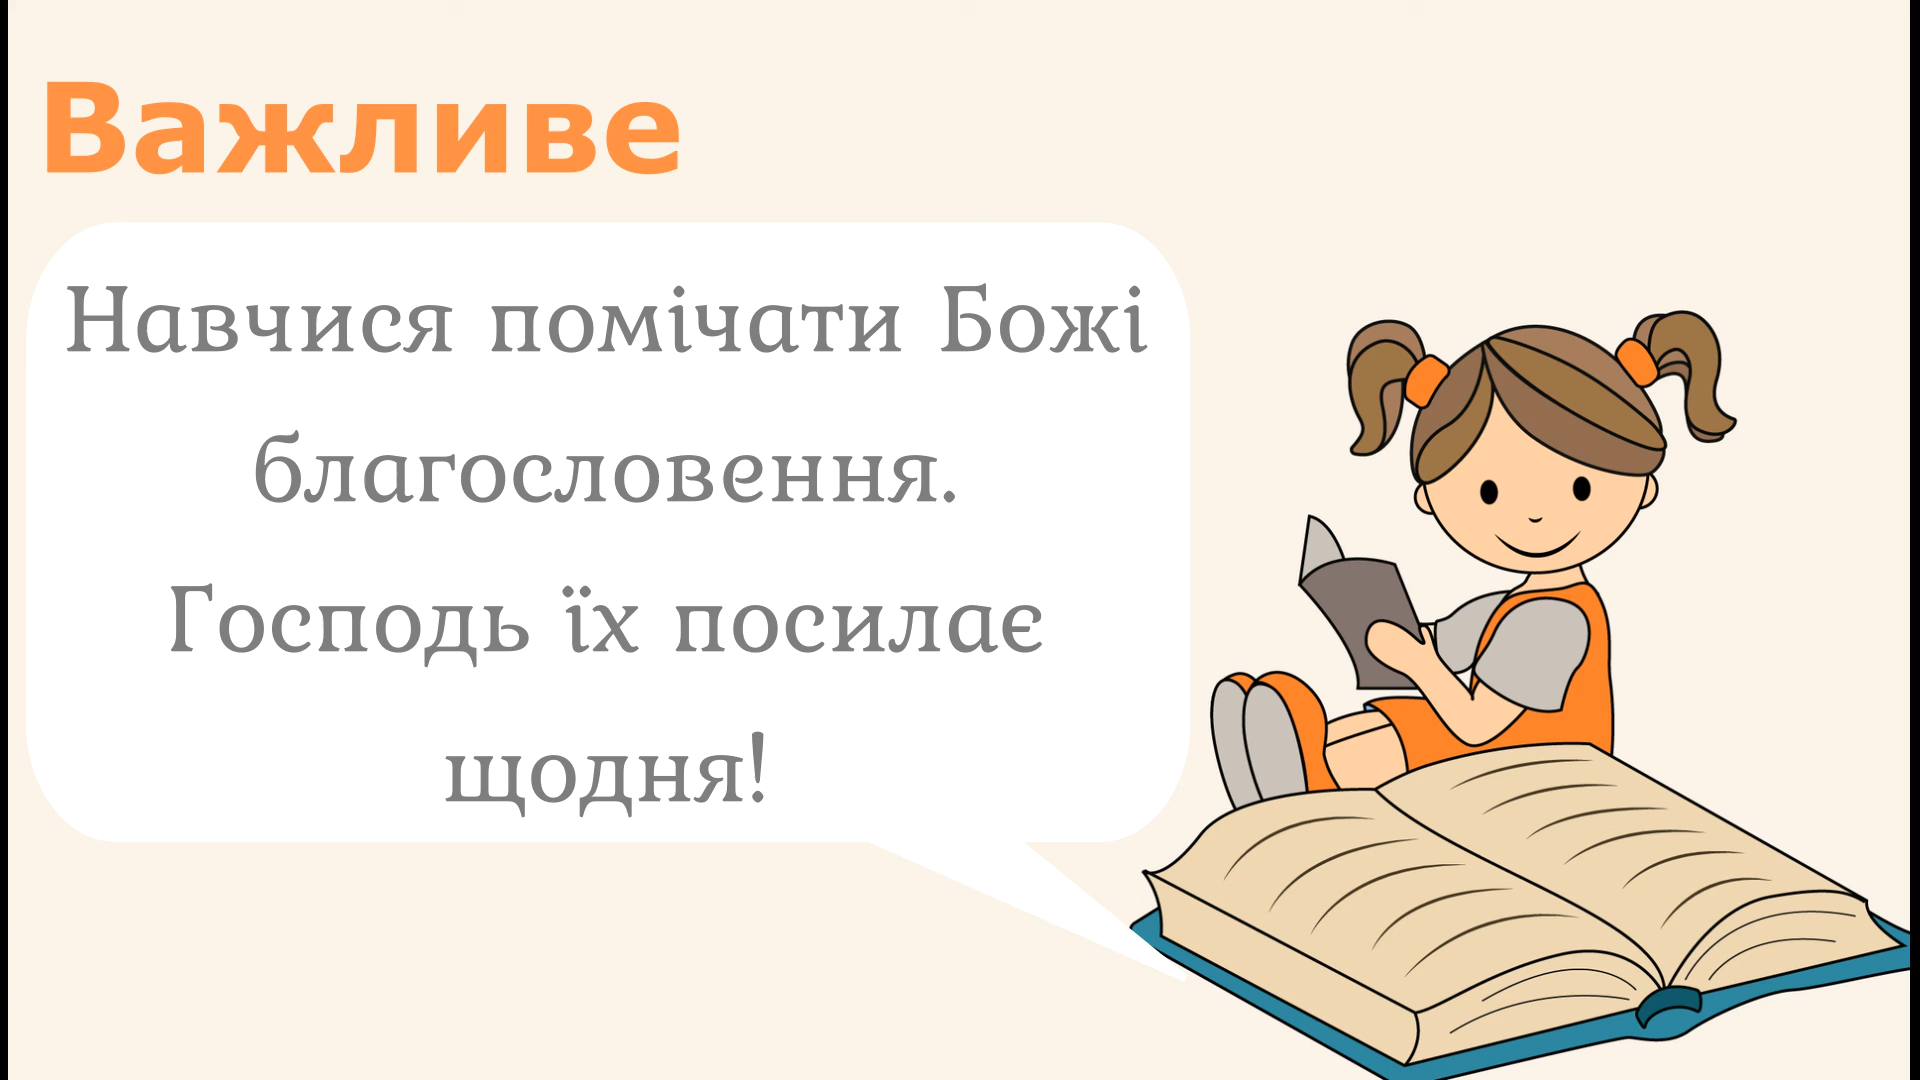 Важливе
Навчися помічати Божі
благословення.
Господь їх посилає
щодня!